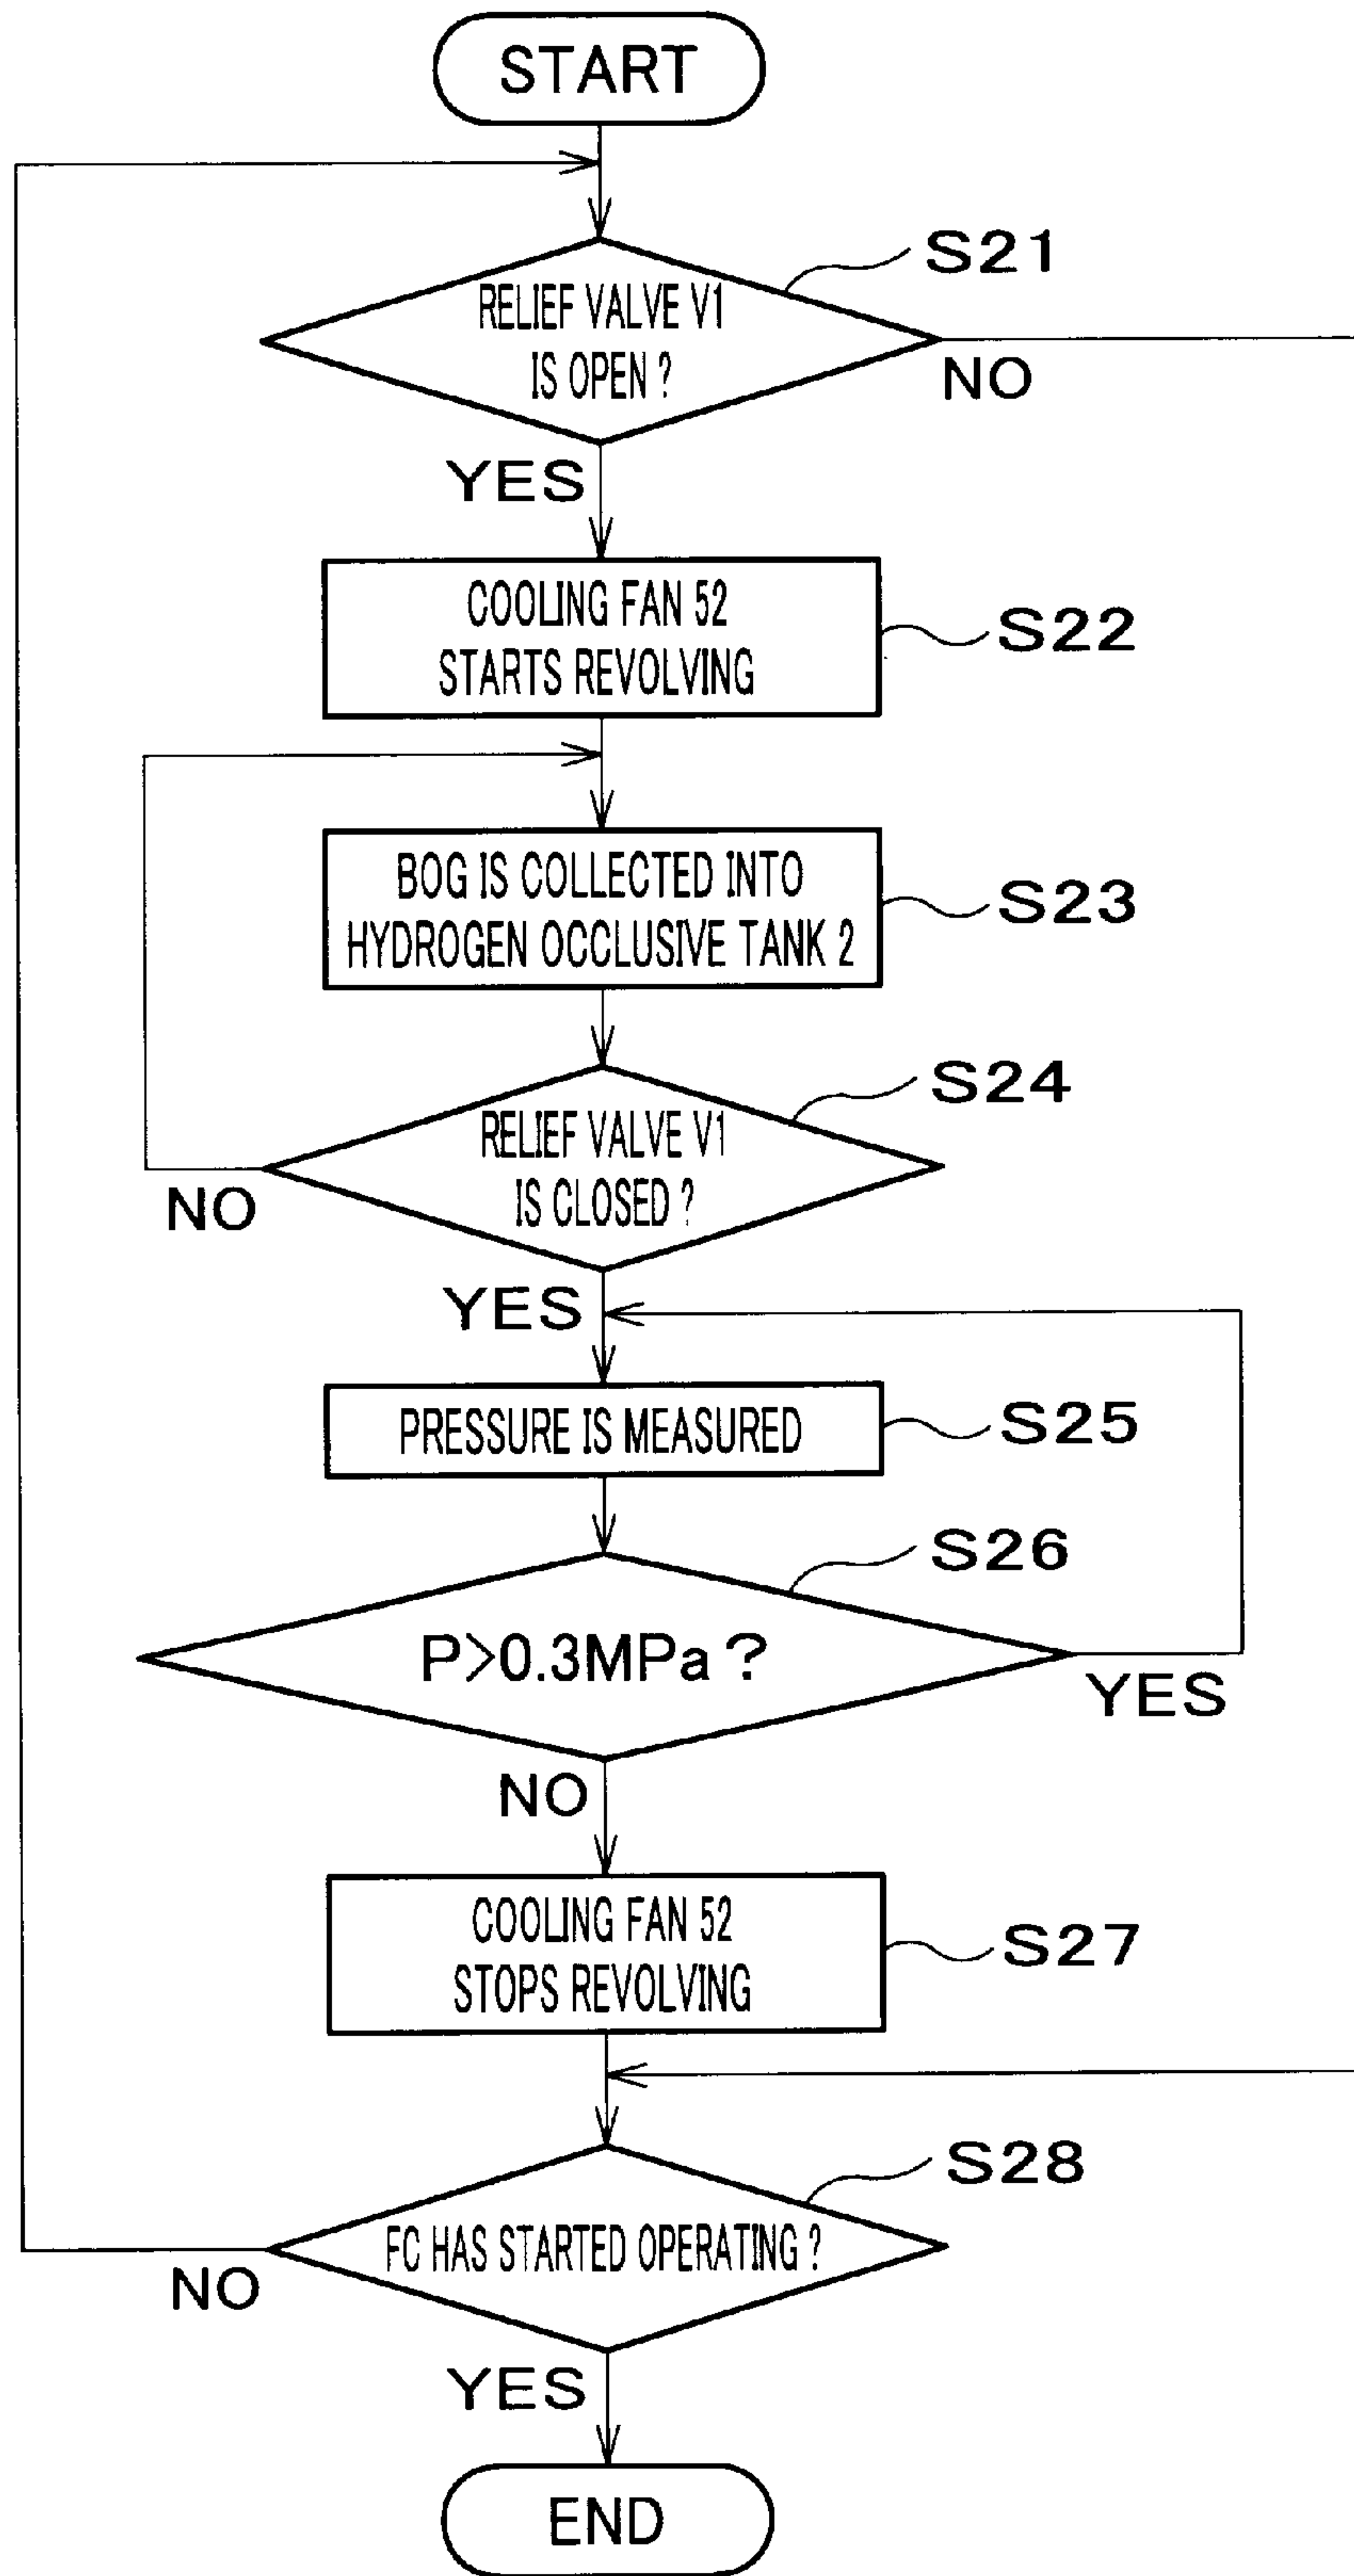 START
S21
RELIEF VALVE V1
IS OPEN ?
NO
YES
COOLING FAN 52
STARTS REVOLVING
S22
BOG IS COLLECTED INTO
HYDROGEN OCCLUSIVE TANK 2
S23
S24
RELIEF VALVE V1
IS CLOSED ?
NO
YES
PRESSURE IS MEASURED
S25
S26
P>0.3MPa ?
YES
NO
COOLING FAN 52
STOPS REVOLVING
S27
S28
FC HAS STARTED OPERATING ?
NO
YES
END